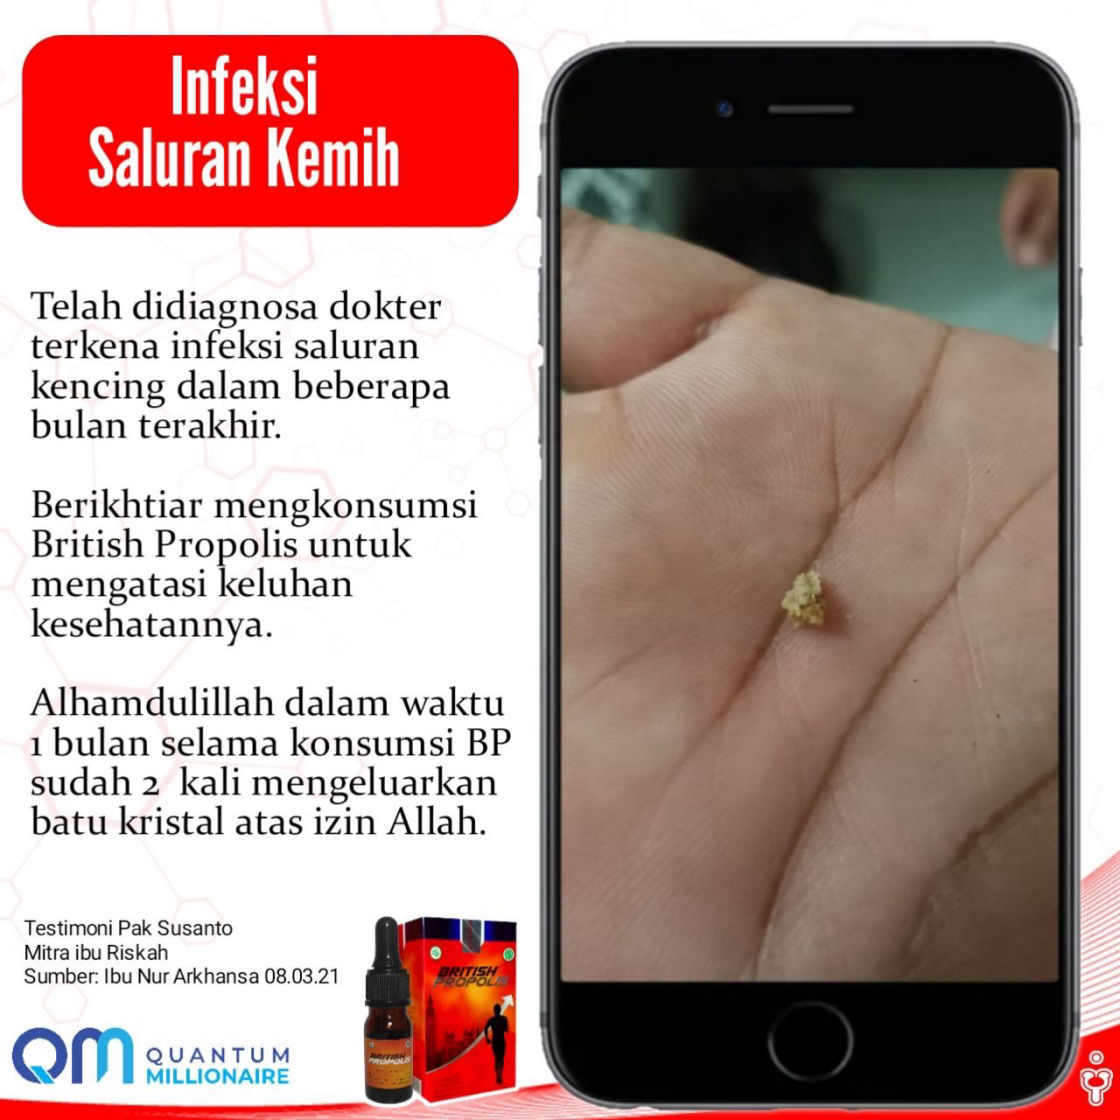 Infeksi
Saluran Kemih
Telah didiagnosa dokter
terkena infeksi saluran
kencing dalam beberapa
bulan terakhir.
Berikhtiar mengkonsumsi
British Propolis untuk
mengatasi keluhan
kesehatannya.
Alhamdulillah dalam waktu
1 bulan selama konsumsi BP
sudah 2 kali mengeluarkan
batu kristal atas izin Allah.
Testimoni Pak Susanto
Mitra ibu Riskah
Sumber: Ibu Nur Arkhansa 08.03.21
BRITISH
PROPOLIS
BRITISH
PROPOLIS
QM QUANTUM
MILLIONAIRE